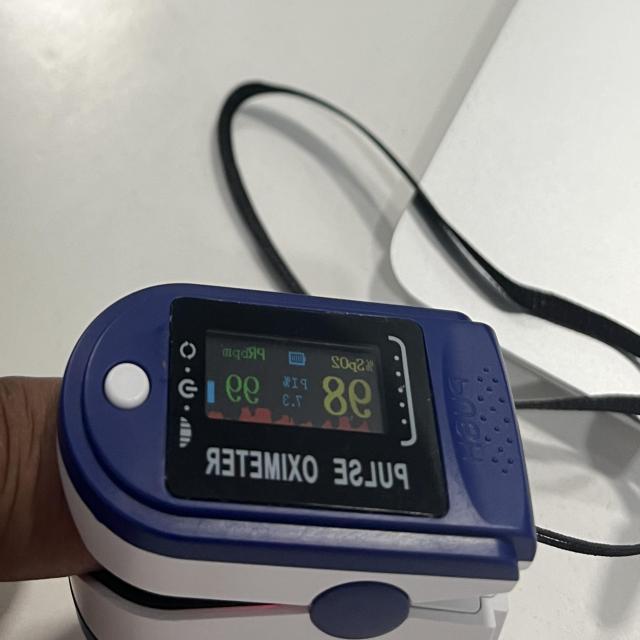 %SpO2 PRbpm
98 PI% 99
7.3
PULSE OXIMETER
PUSH